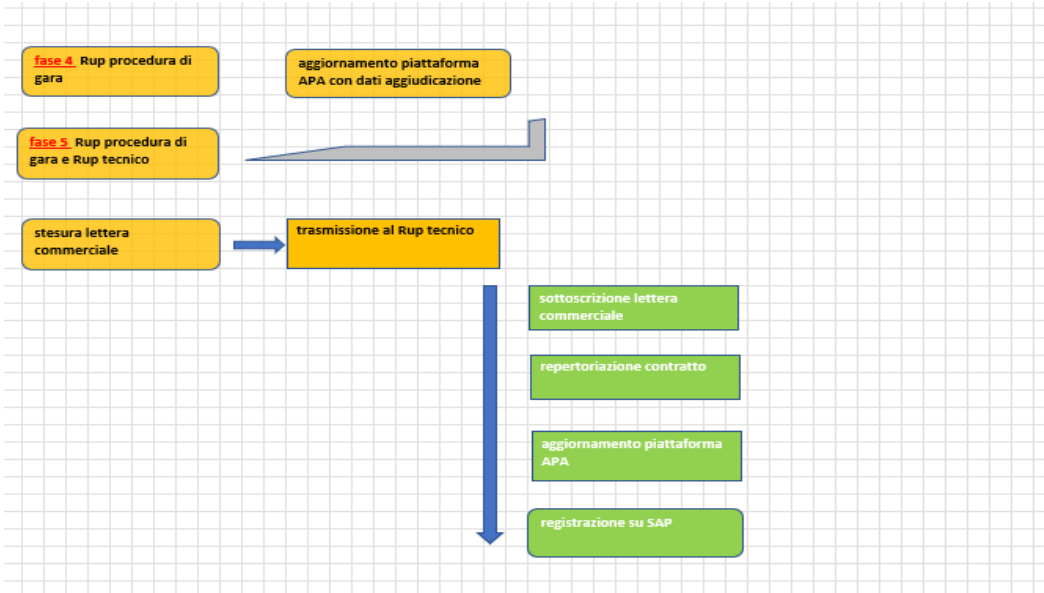 fase 4 Rup procedura di
gara
aggiornamento piattaforma
APA con dati aggiudicazione
fase 5 Rup procedura di
gara e Rup tecnico
stesura lettera
commerciale
trasmissione al Rup tecnico
sottoscrizione lettera
commerciale
repertoriazione contratto
aggiornamento piattaforma
APA
registrazione su SAP